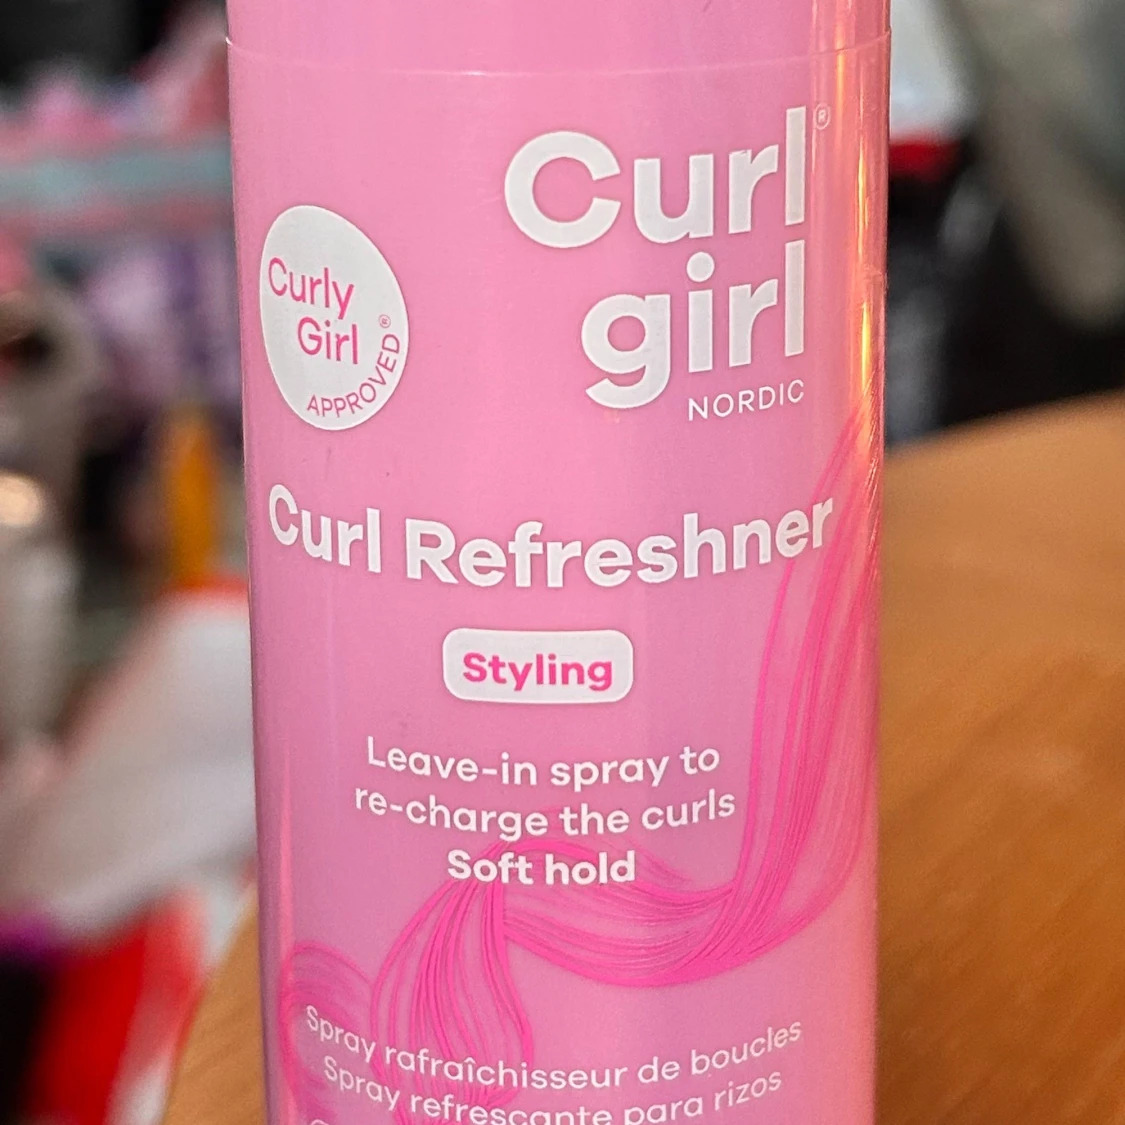 Curl®
girl
NORDIC
Curly
Girl
APPROVED®
Curl Refreshner
Styling
Leave-in spray to
re-charge the curls
Soft hold
Spray rafraîchisseur de boucles
Spray refrescante para rizos